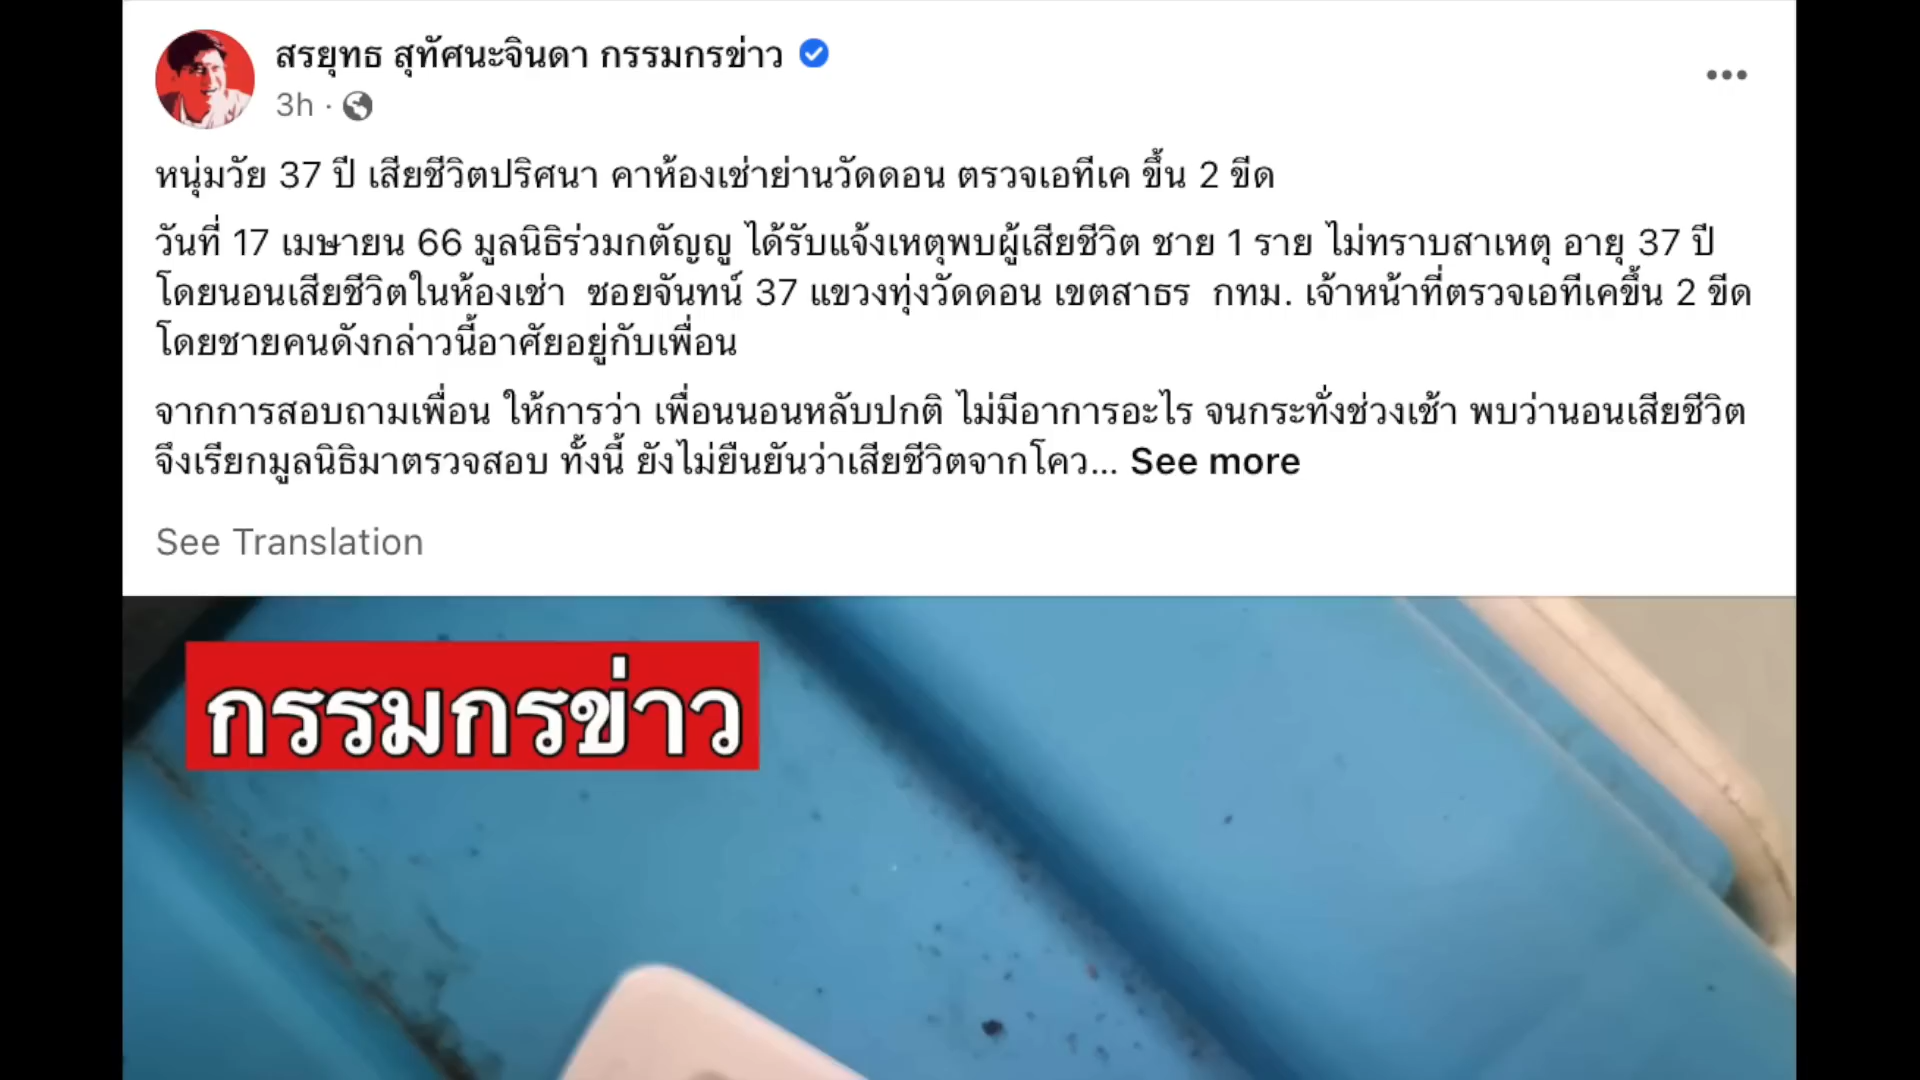 สรยุทธ สุทัศนะจินดา กรรมกรข่าว
3h ·
หนุ่มวัย 37 ปี เสียชีวิตปริศนา คาห้องเช่าย่านวัดดอน ตรวจเอทีเค ขึ้น 2 ขีด
วันที่ 17 เมษายน 66 มูลนิธิร่วมกตัญญู ได้รับแจ้งเหตุพบผู้เสียชีวิต ชาย 1 ราย ไม่ทราบสาเหตุ อายุ 37 ปี
โดยนอนเสียชีวิตในห้องเช่า ซอยจันทน์ 37 แขวงทุ่งวัดดอน เขตสาธร กทม. เจ้าหน้าที่ตรวจเอทีเคขึ้น 2 ขีด
โดยชายคนดังกล่าวนี้อาศัยอยู่กับเพื่อน
จากการสอบถามเพื่อน ให้การว่า เพื่อนนอนหลับปกติ ไม่มีอาการอะไร จนกระทั่งช่วงเช้า พบว่านอนเสียชีวิต
จึงเรียกมูลนิธิมาตรวจสอบ ทั้งนี้ ยังไม่ยืนยันว่าเสียชีวิตจากโคว... See more
See Translation
กรรมกรข่าว